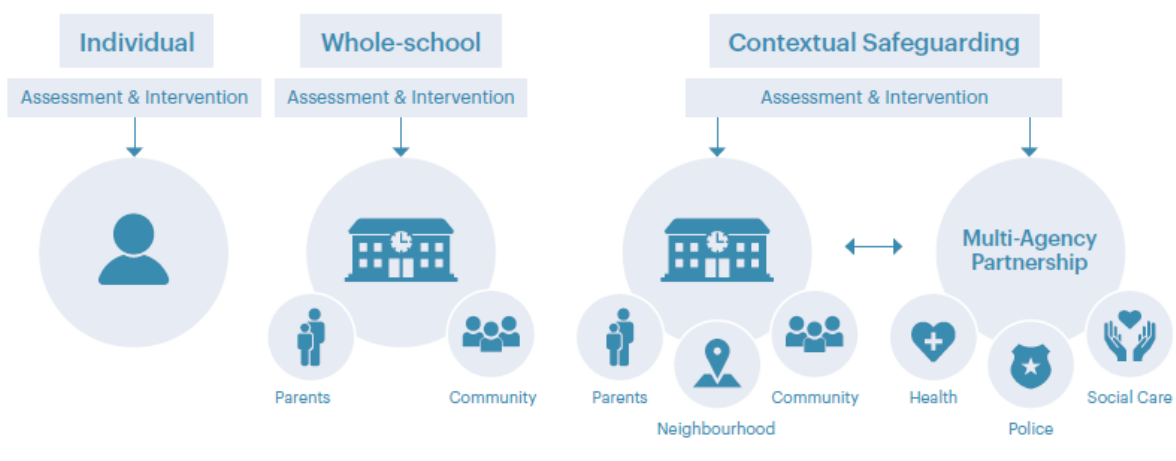 Individual
Assessment & Intervention
Whole-school
Assessment & Intervention
Parents
Community
Contextual Safeguarding
Assessment & Intervention
Parents
Neighbourhood
Community
Multi-Agency
Partnership
Health
Police
Social Care